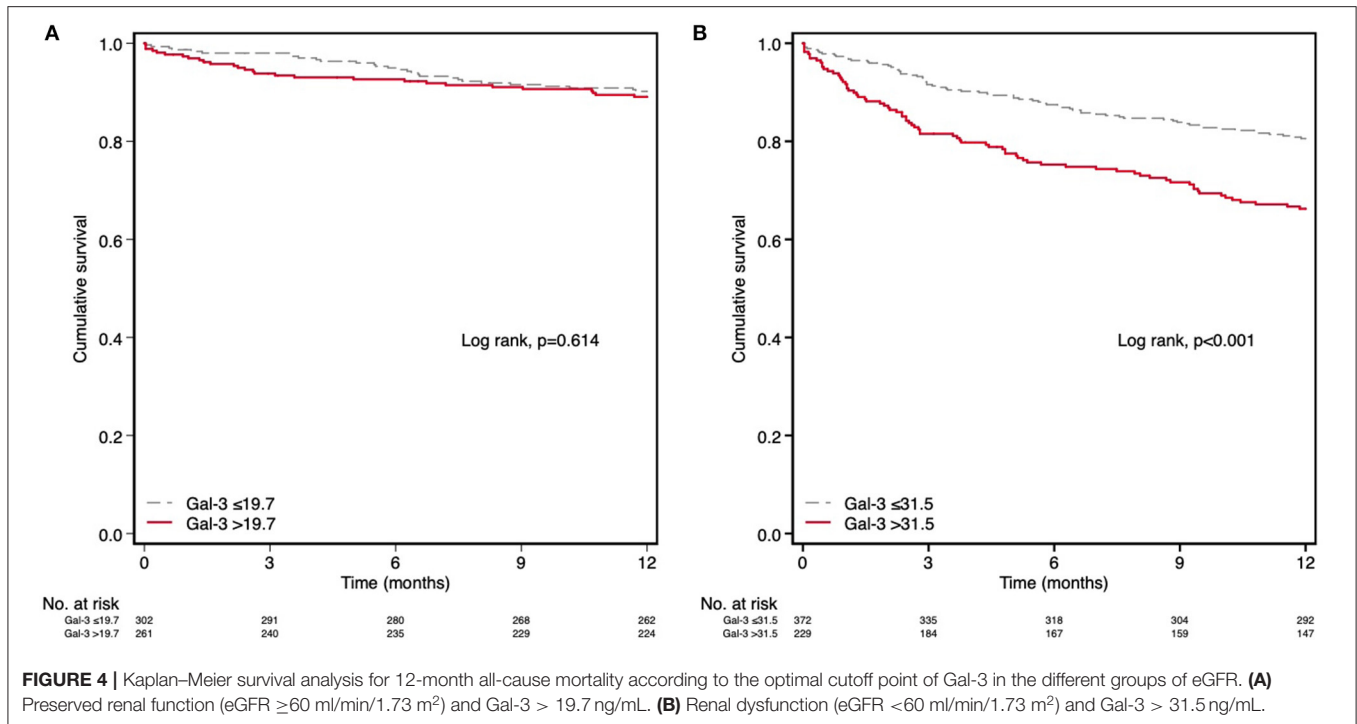 A
B
1.0
0.8
0.6
0.4
0.2
0.0
Cumulative survival
Log rank, p=0.614
Gal-3 ≤19.7
Gal-3 >19.7
0 3 6 9 12
Time (months)
No. at risk
Gal-3 ≤19.7 302 291 280 268 262
Gal-3 >19.7 261 240 235 229 224
1.0
0.8
0.6
0.4
0.2
0.0
Cumulative survival
Log rank, p<0.001
Gal-3 ≤31.5
Gal-3 >31.5
0 3 6 9 12
Time (months)
No. at risk
Gal-3 ≤31.5 372 335 318 304 292
Gal-3 >31.5 229 184 167 159 147
FIGURE 4 | Kaplan–Meier survival analysis for 12-month all-cause mortality according to the optimal cutoff point of Gal-3 in the different groups of eGFR. (A)
Preserved renal function (eGFR ≥60 ml/min/1.73 m²) and Gal-3 > 19.7 ng/mL. (B) Renal dysfunction (eGFR <60 ml/min/1.73 m²) and Gal-3 > 31.5 ng/mL.